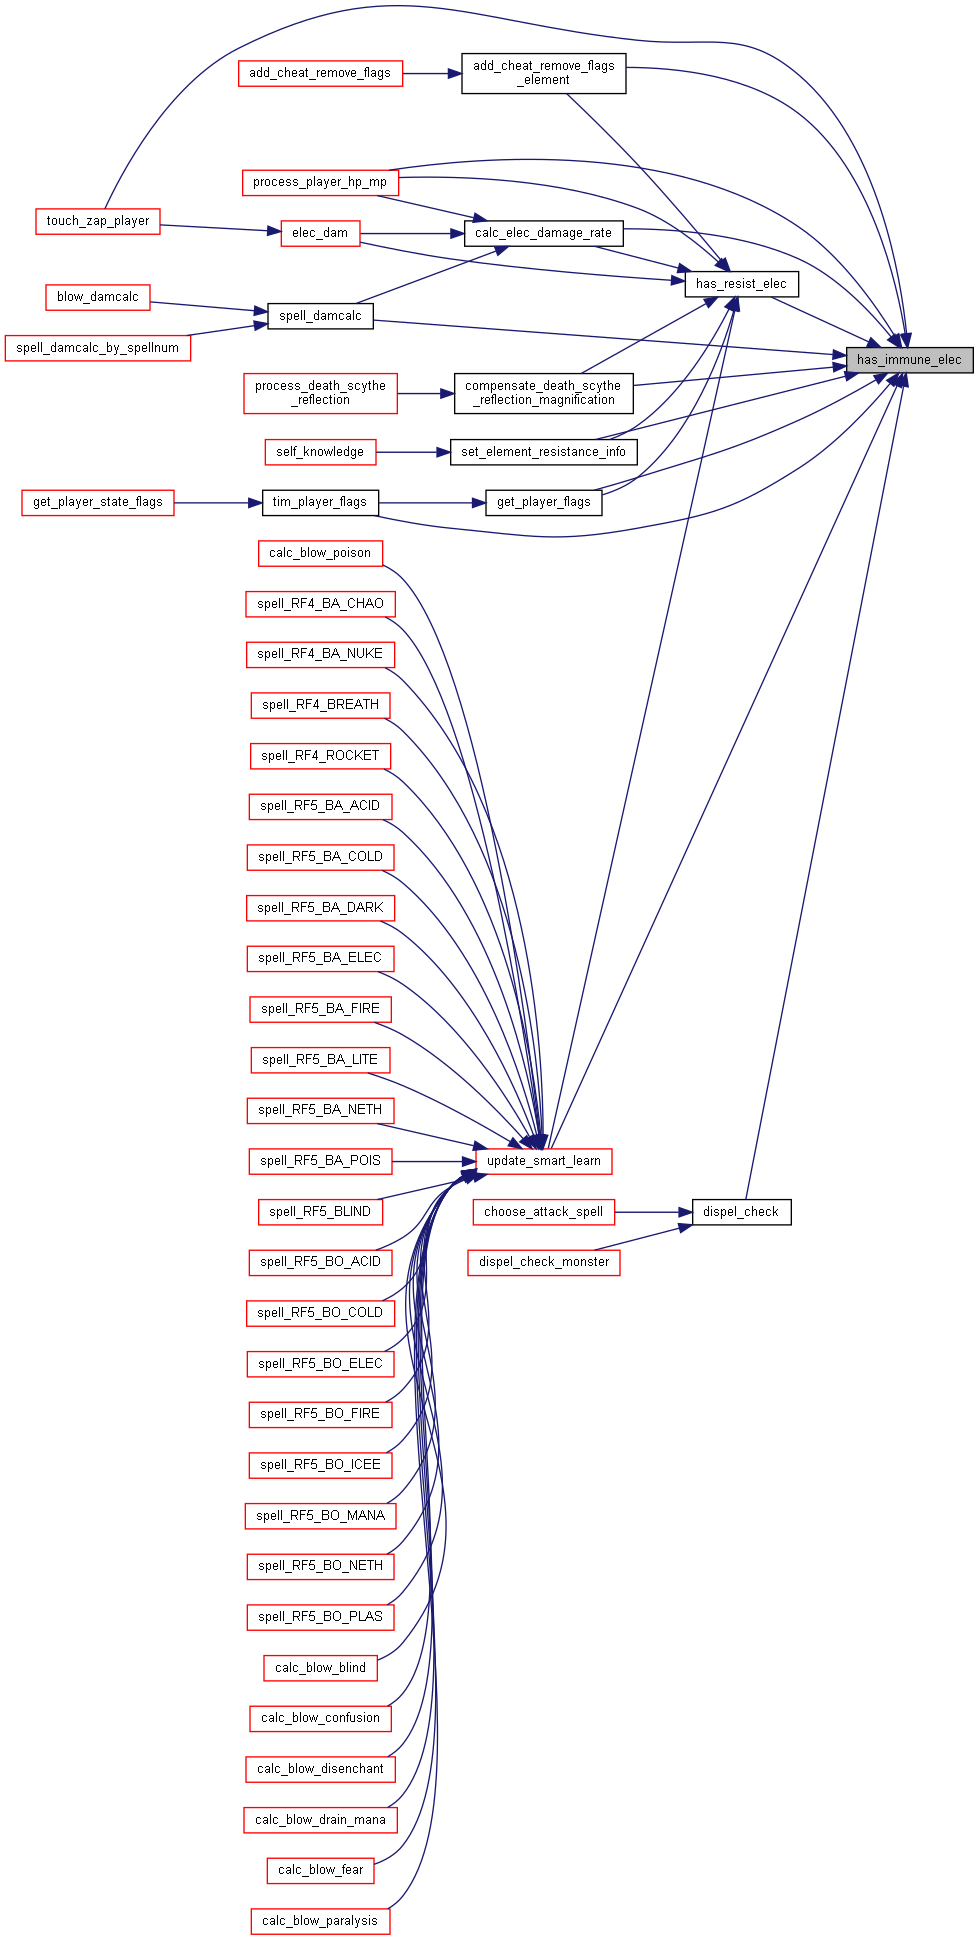 add_cheat_remove_flags
add_cheat_remove_flags
_element
process_player_hp_mp
touch_zap_player
elec_dam
calc_elec_damage_rate
has_resist_elec
blow_damcalc
spell_damcalc
spell_damcalc_by_spellnum
has_immune_elec
process_death_scythe
_reflection
compensate_death_scythe
_reflection_magnification
self_knowledge
set_element_resistance_info
get_player_state_flags
tim_player_flags
get_player_flags
calc_blow_poison
spell_RF4_BA_CHAO
spell_RF4_BA_NUKE
spell_RF4_BREATH
spell_RF4_ROCKET
spell_RF5_BA_ACID
spell_RF5_BA_COLD
spell_RF5_BA_DARK
spell_RF5_BA_ELEC
spell_RF5_BA_FIRE
spell_RF5_BA_LITE
spell_RF5_BA_NETH
spell_RF5_BA_POIS
update_smart_learn
spell_RF5_BLIND
choose_attack_spell
dispel_check
spell_RF5_BO_ACID
dispel_check_monster
spell_RF5_BO_COLD
spell_RF5_BO_ELEC
spell_RF5_BO_FIRE
spell_RF5_BO_ICEE
spell_RF5_BO_MANA
spell_RF5_BO_NETH
spell_RF5_BO_PLAS
calc_blow_blind
calc_blow_confusion
calc_blow_disenchant
calc_blow_drain_mana
calc_blow_fear
calc_blow_paralysis